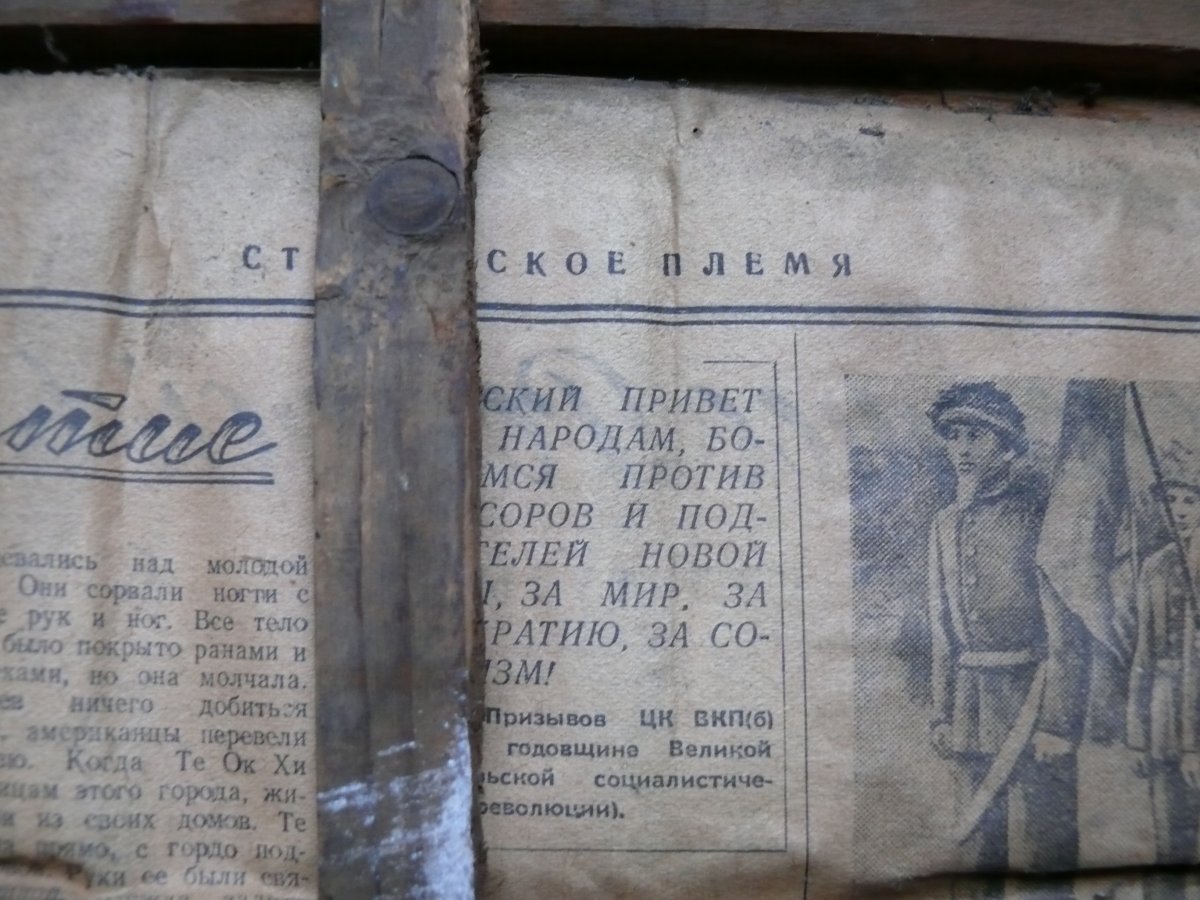 СТ СКОЕ ПЛЕМЯ
тие
евались над молодой
Они сорвали ногти с
рук и ног. Все тело
было покрыто ранами и
ками, но она молчала.
ев ничего добиться
американцы перевели
ю. Когда Те Ок Хи
ицам этого города, жи-
и из своих домов. Те
прямо, с гордо под-
Руки ее были свя-
СКИЙ ПРИВЕТ
НАРОДАМ, БО-
МСЯ ПРОТИВ
СОРОВ И ПОД-
ТЕЛЕЙ НОВОЙ
, ЗА МИР, ЗА
КРАТИЮ, ЗА СО-
ИЗМ!
Призывов ЦК ВКП(б)
годовщине Великой
ьской социалистиче-
революции).